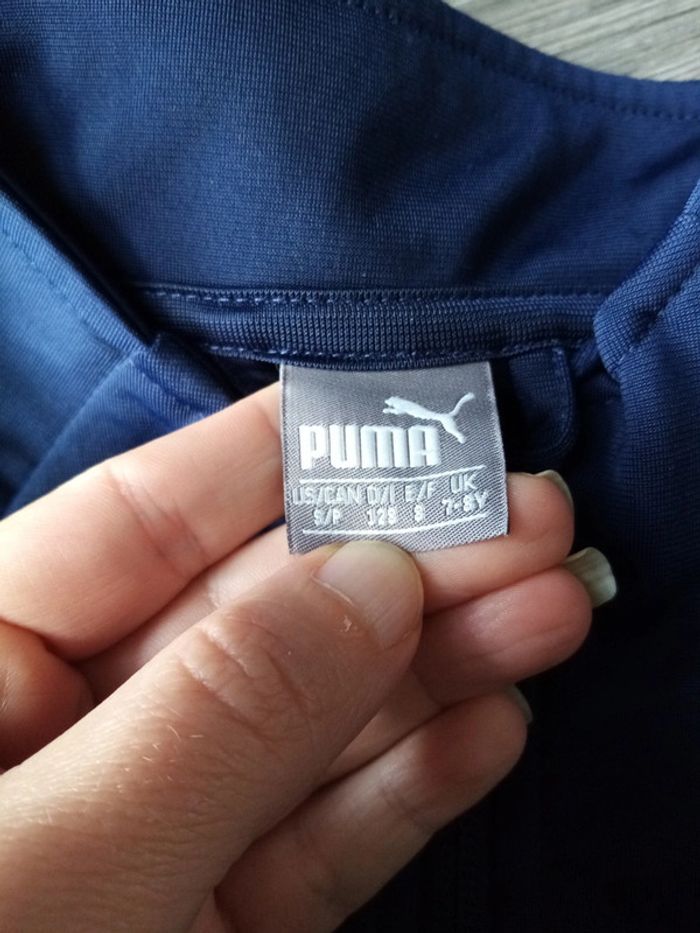 PUMA
US/CAN D/I E/F UK
S/P 128 8 7-8Y